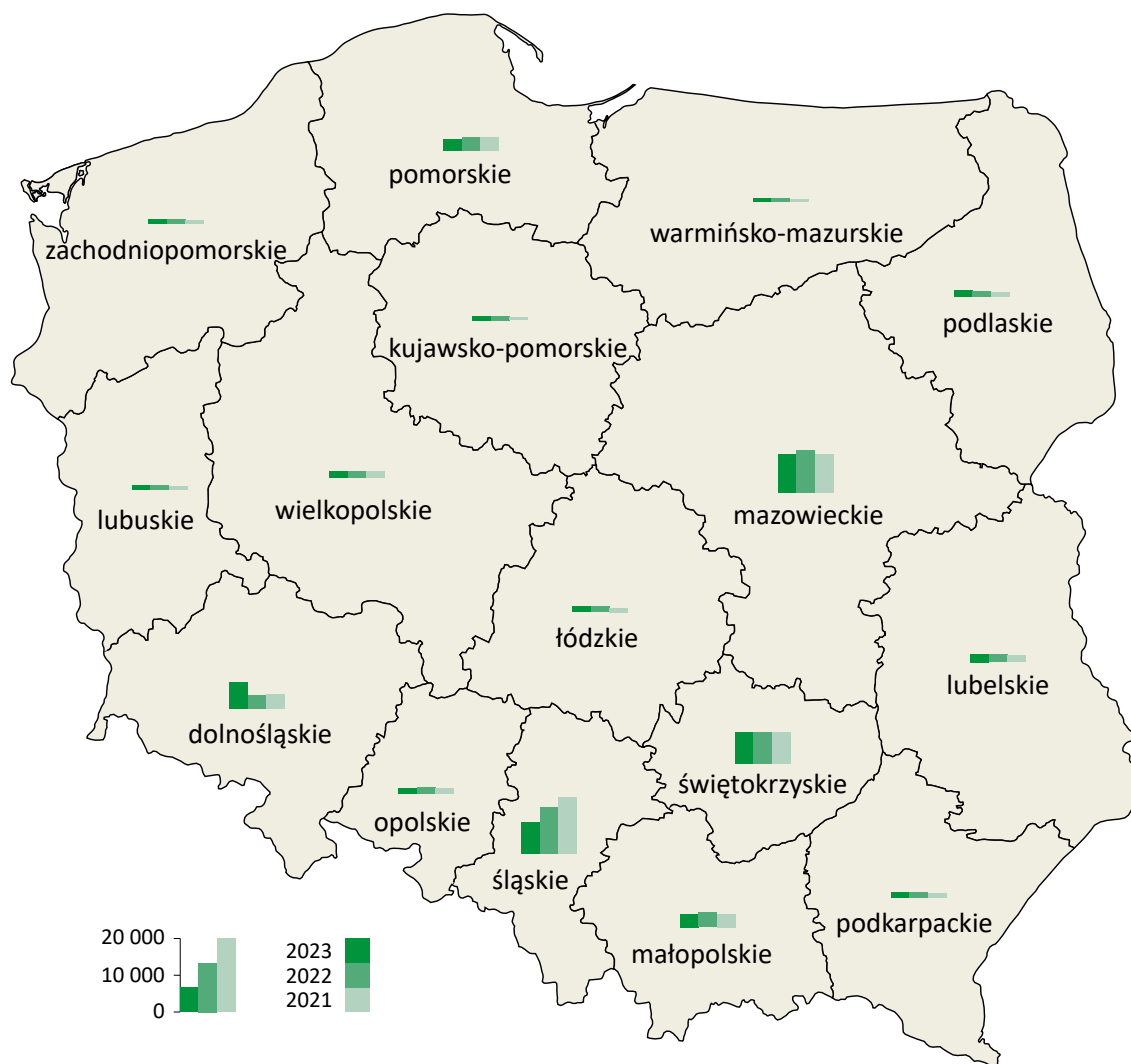 pomorskie
warmińsko-mazurskie
zachodniopomorskie
podlaskie
kujawsko-pomorskie
wielkopolskie
mazowieckie
lubuskie
łódzkie
lubelskie
dolnośląskie
świętokrzyskie
opolskie
śląskie
podkarpackie
małopolskie
20 000
10 000
0
2023
2022
2021